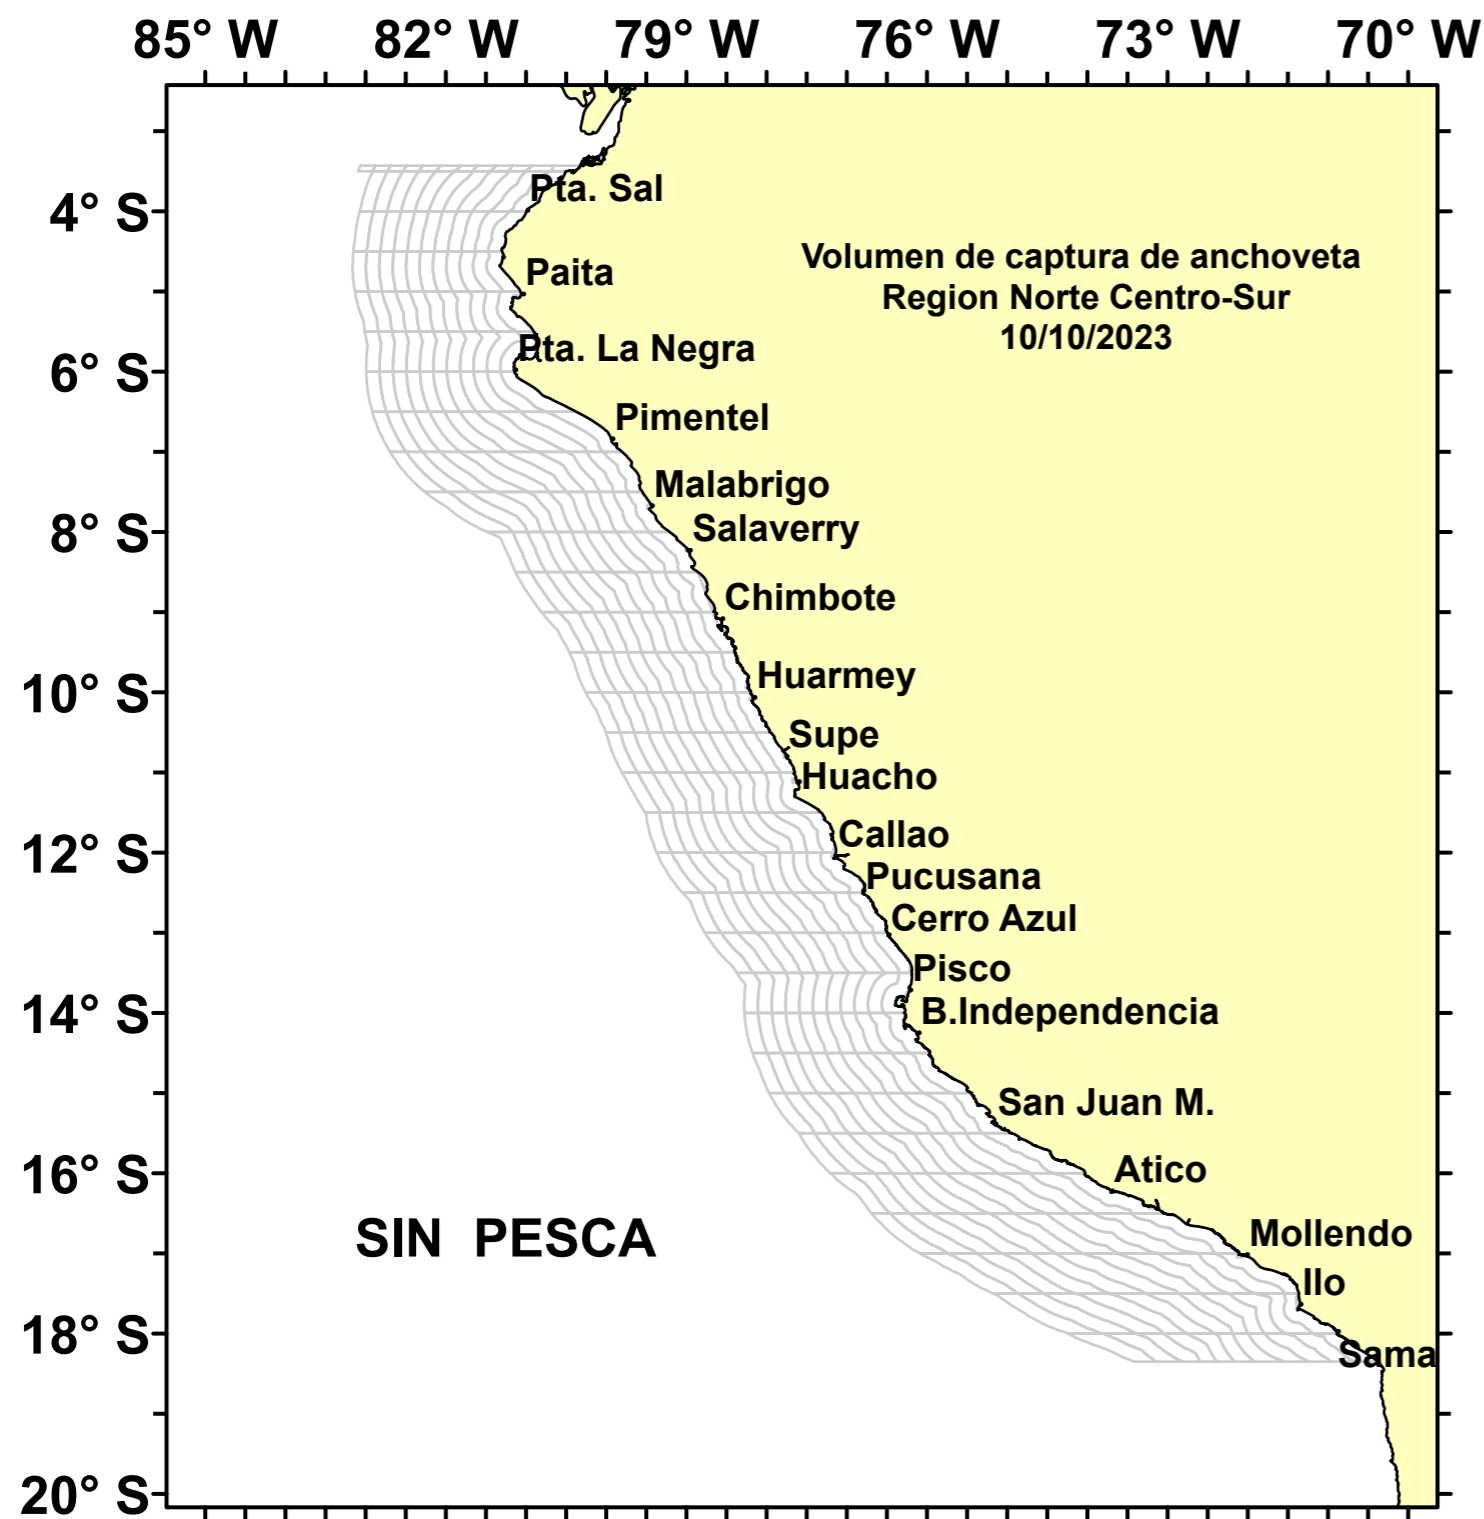 85° W 82° W 79° W 76° W 73° W 70° W
Pta. Sal
4° S
Volumen de captura de anchoveta
Paita
Region Norte Centro-Sur
10/10/2023
Pta. La Negra
6° S
Pimentel
Malabrigo
8° S
Salaverry
Chimbote
Huarmey
10° S
Supe
Huacho
Callao
12° S
Pucusana
Cerro Azul
Pisco
B.Independencia
14° S
San Juan M.
Atico
16° S
Mollendo
SIN PESCA
Ilo
18° S
Sama
20° S